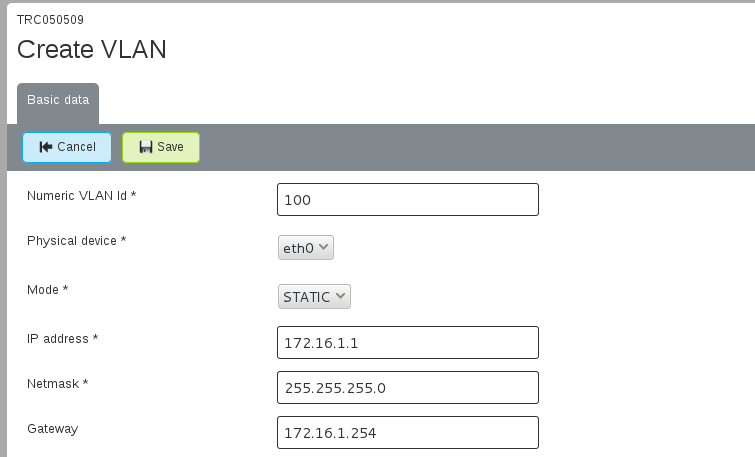 TRC050509
Create VLAN
Basic data
Cancel Save
Numeric VLAN Id * 100
Physical device * eth0
Mode * STATIC
IP address * 172.16.1.1
Netmask * 255.255.255.0
Gateway 172.16.1.254